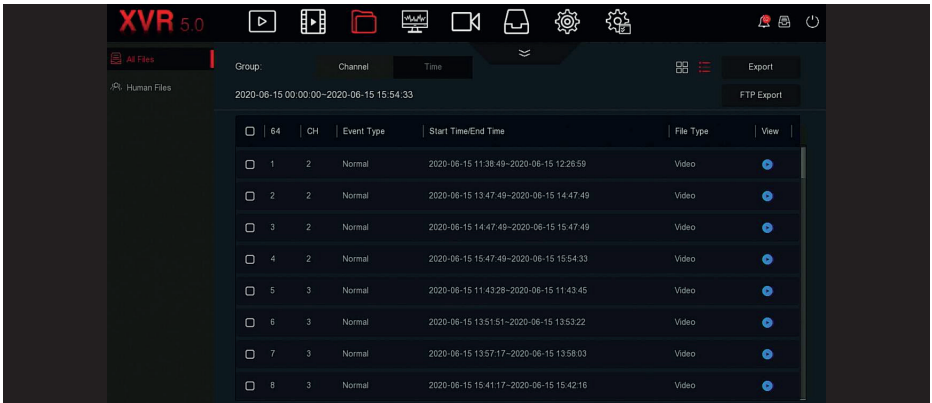 XVR 5.0
All Files
Human Files
Group: Channel Time Export
2020-06-15 00:00:00~2020-06-15 15:54:33 FTP Export
64 CH Event Type Start Time/End Time File Type View
1 2 Normal 2020-06-15 11:38:49~2020-06-15 12:26:59 Video
2 2 Normal 2020-06-15 13:47:49~2020-06-15 14:47:49 Video
3 2 Normal 2020-06-15 14:47:49~2020-06-15 15:47:49 Video
4 2 Normal 2020-06-15 15:47:49~2020-06-15 15:54:33 Video
5 3 Normal 2020-06-15 11:43:28~2020-06-15 11:43:45 Video
6 3 Normal 2020-06-15 13:51:51~2020-06-15 13:53:22 Video
7 3 Normal 2020-06-15 13:57:17~2020-06-15 13:58:03 Video
8 3 Normal 2020-06-15 15:41:17~2020-06-15 15:42:16 Video